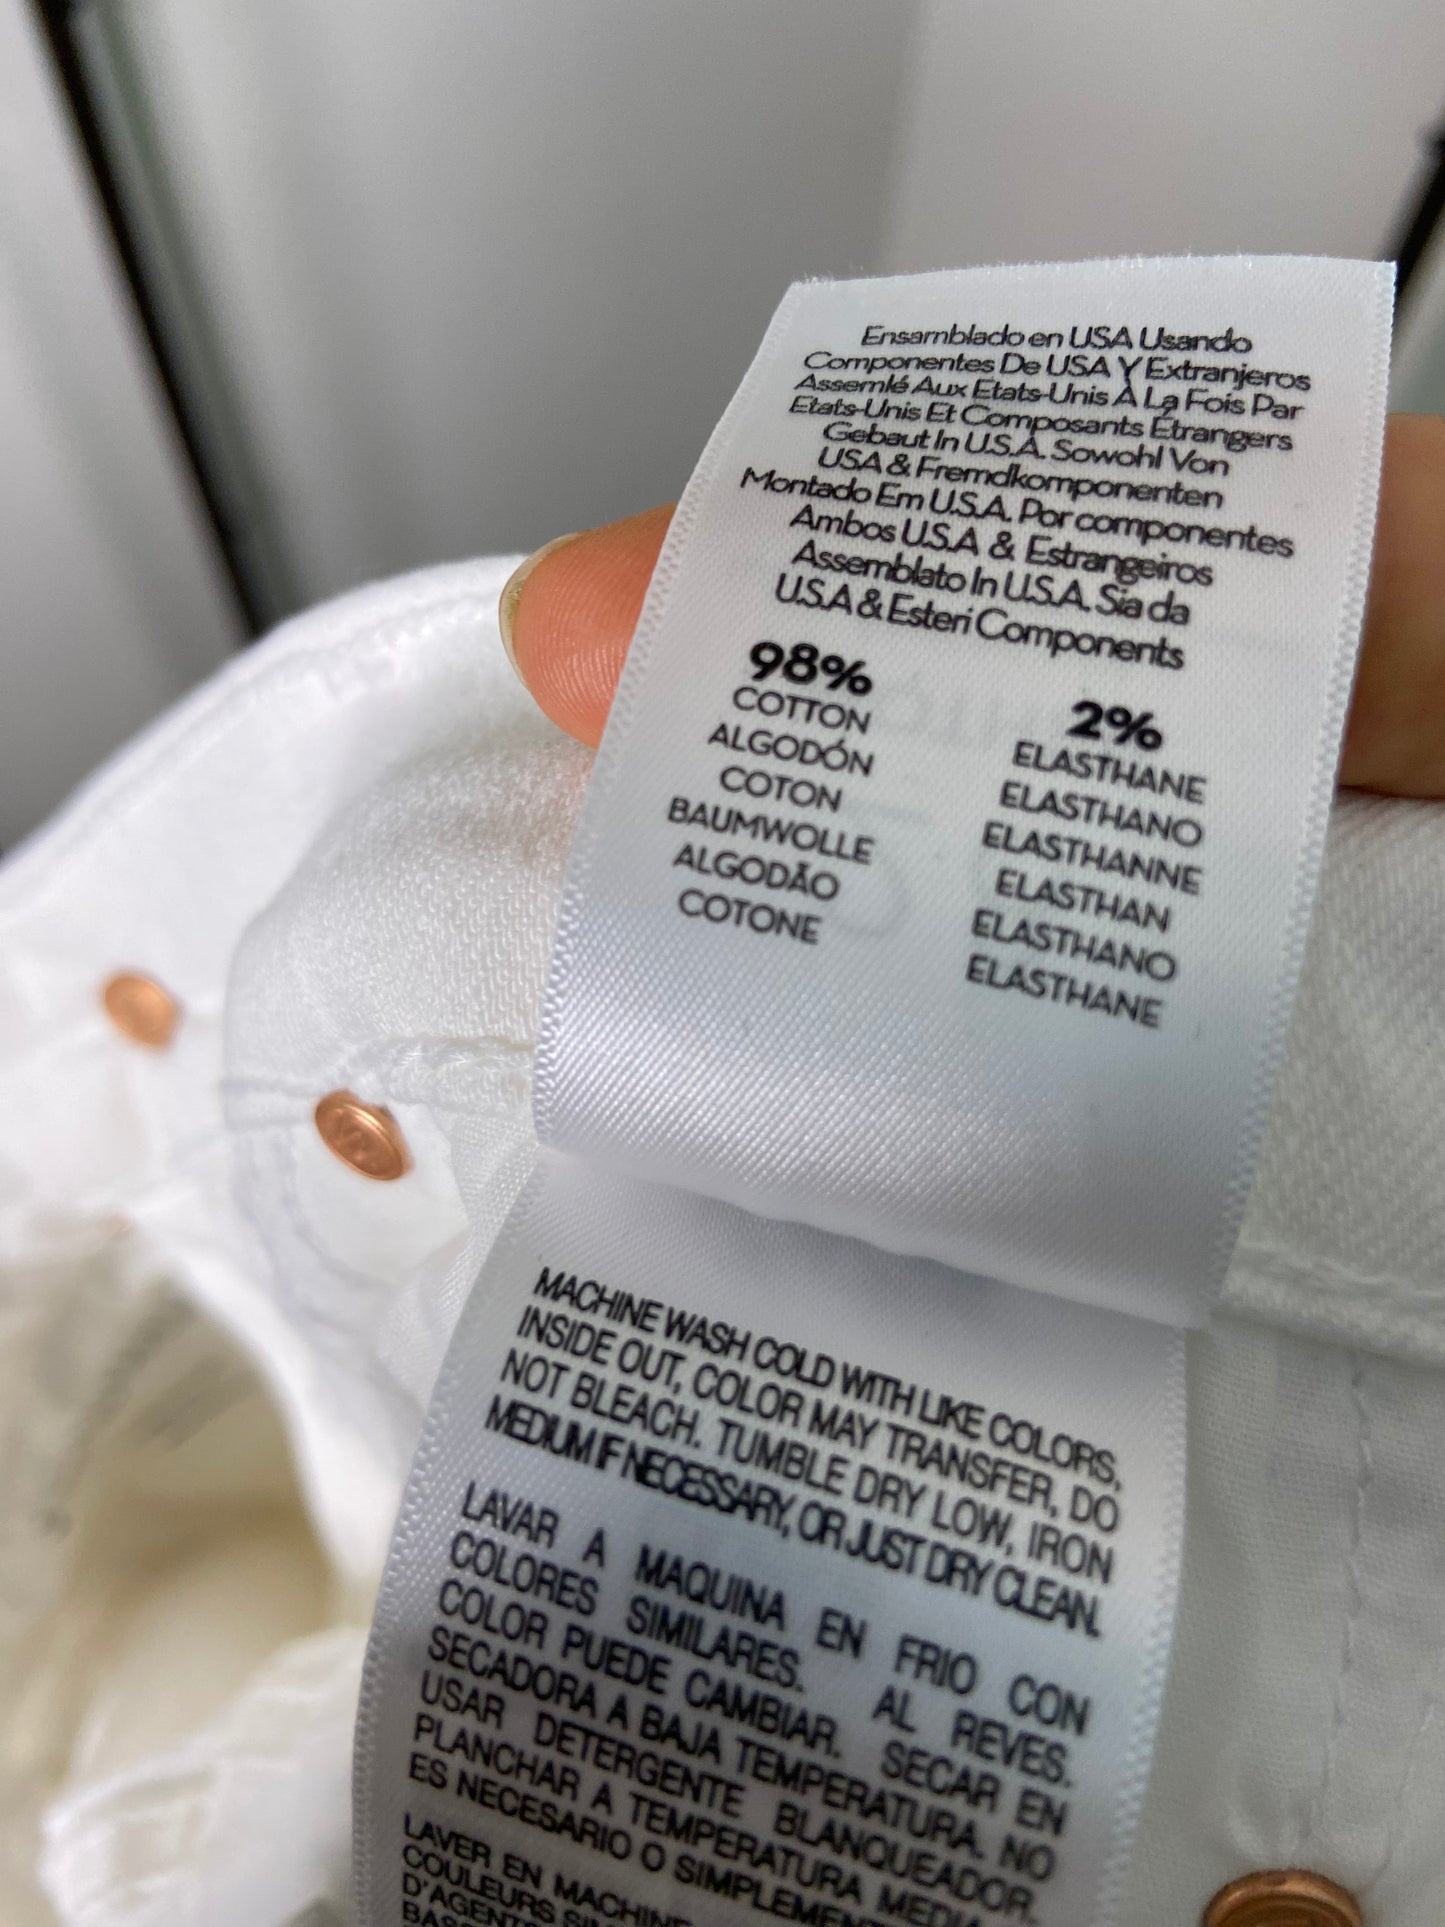 Ensamblado en USA Usando
Componentes De USA Y Extranjeros
Assemlé Aux Etats-Unis À La Fois Par
Etats-Unis Et Composants Étrangers
Gebaut In U.S.A. Sowohl Von
USA & Fremdkomponenten
Montado Em U.S.A. Por componentes
Ambos U.S.A & Estrangeiros
Assemblato In U.S.A. Sia da
U.S.A & Esteri Components
98%
COTTON
ALGODÓN
COTON
BAUMWOLLE
ALGODÃO
COTONE
2%
ELASTHANE
ELASTHANO
ELASTHANNE
ELASTHAN
ELASTHANO
ELASTHANE
MACHINE WASH COLD WITH LIKE COLORS,
INSIDE OUT, COLOR MAY TRANSFER, DO
NOT BLEACH. TUMBLE DRY LOW, IRON
MEDIUM IF NECESSARY, OR JUST DRY CLEAN.
LAVAR A MAQUINA EN FRIO CON
COLORES SIMILARES. AL REVES.
COLOR PUEDE CAMBIAR. SECAR EN
SECADORA A BAJA TEMPERATURA. NO
USAR DETERGENTE BLANQUEADOR.
PLANCHAR A TEMPERATURA MEDIA
ES NECESARIO O SIMPLEMEN
LAVER EN MACHINE
COULEURS
D'AGENT